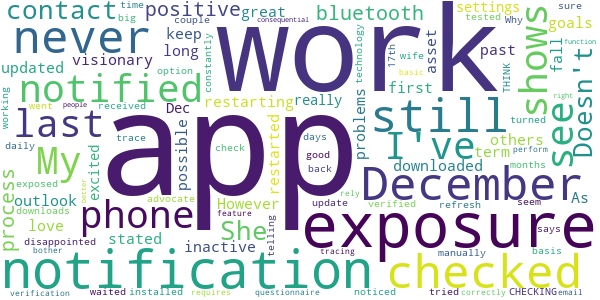 contact positive great bluetooth settings time big couple Why tested sure
never visionary keep long asset past goals
work shows
updated option constantly first 17th wife technology THINK fall basic consequential function
notified Dec possible restarting really problems see Doesn't
working last My excited trace restarted still others
process received check days good back I've downloaded term right
app December
daily outlook phone However update verified refresh seem As months perform
exposed love stated She telling advocate feature rely exposure people
downloads disappointed bother inactive tracing manually says basis better
notification checked
verification waited installed requires questionnaire noticed tried correctly CHECKING email went turned